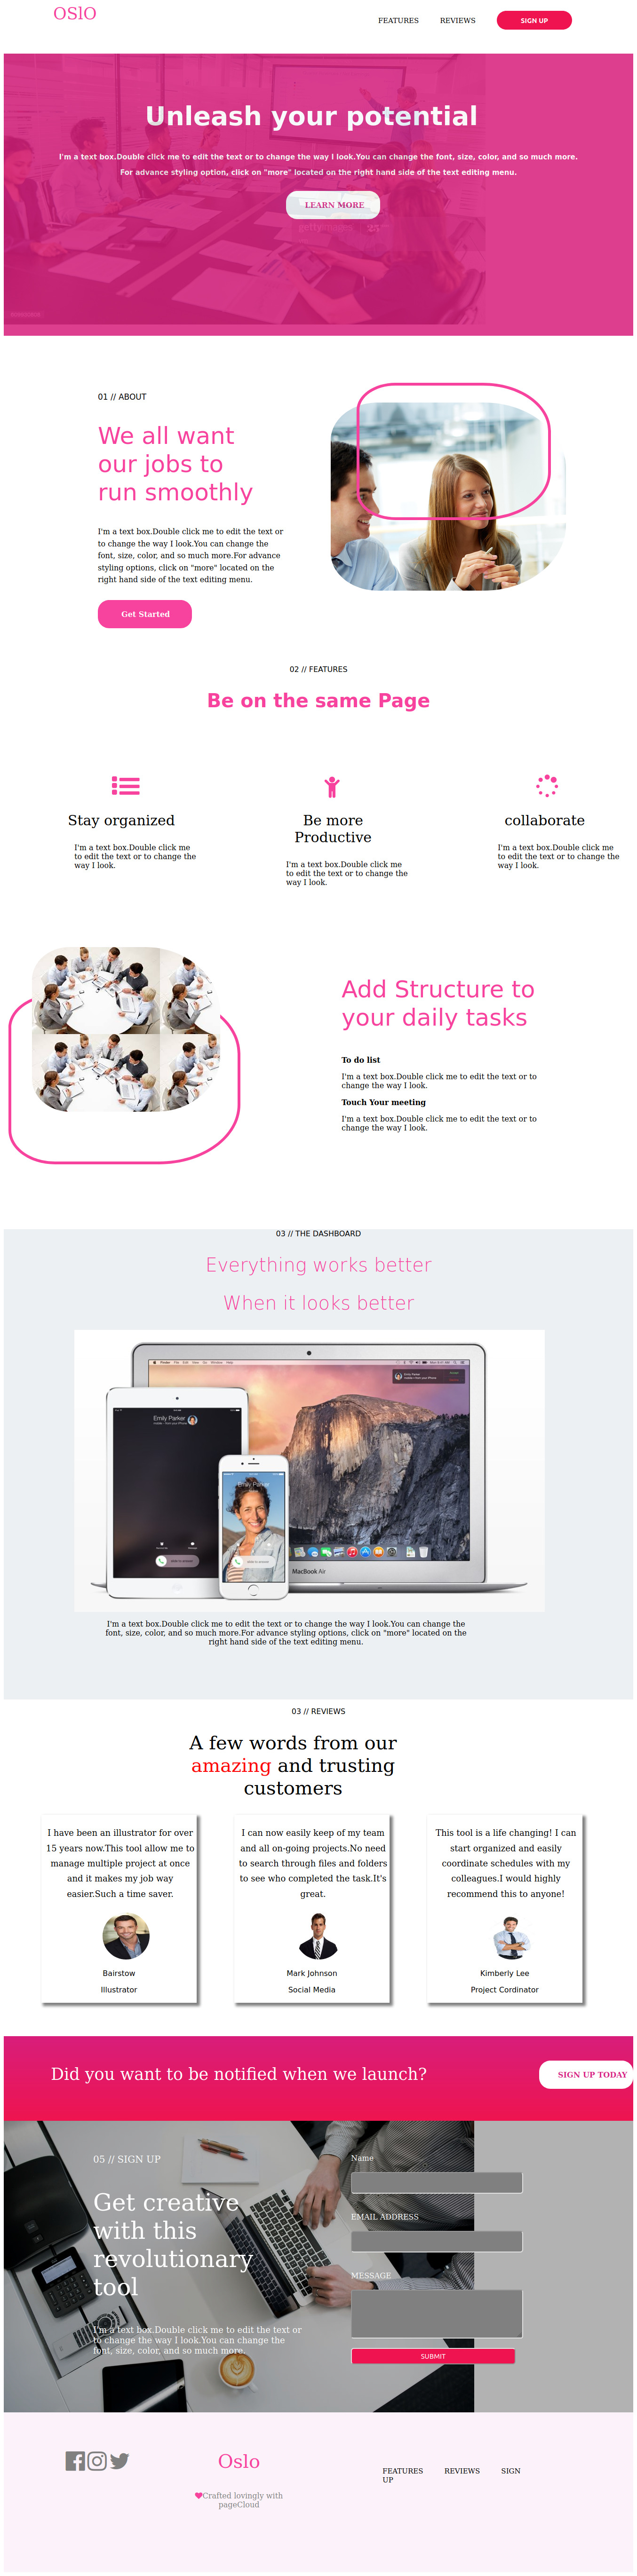 OSlO
FEATURES REVIEWS SIGN UP
Unleash your potential
I'm a text box.Double click me to edit the text or to change the way I look.You can change the font, size, color, and so much more.
For advance styling option, click on "more" located on the right hand side of the text editing menu.
LEARN MORE
gettyimages
01 // ABOUT
We all want
our jobs to
run smoothly
I'm a text box.Double click me to edit the text or
to change the way I look.You can change the
font, size, color, and so much more.For advance
styling options, click on "more" located on the
right hand side of the text editing menu.
Get Started
02 // FEATURES
Be on the same Page
Stay organized
I'm a text box.Double click me
to edit the text or to change the
way I look.
Be more
Productive
I'm a text box.Double click me
to edit the text or to change the
way I look.
collaborate
I'm a text box.Double click me
to edit the text or to change the
way I look.
Add Structure to
your daily tasks
To do list
I'm a text box.Double click me to edit the text or to
change the way I look.
Touch Your meeting
I'm a text box.Double click me to edit the text or to
change the way I look.
03 // THE DASHBOARD
Everything works better
When it looks better
Emily Parker
Emily Parker
MacBook Air
I'm a text box.Double click me to edit the text or to change the way I look.You can change the
font, size, color, and so much more.For advance styling options, click on "more" located on the
right hand side of the text editing menu.
03 // REVIEWS
A few words from our
amazing and trusting
customers
I have been an illustrator for over
15 years now.This tool allow me to
manage multiple project at once
and it makes my job way
easier.Such a time saver.
Bairstow
Illustrator
I can now easily keep of my team
and all on-going projects.No need
to search through files and folders
to see who completed the task.It's
great.
Mark Johnson
Social Media
This tool is a life changing! I can
start organized and easily
coordinate schedules with my
colleagues.I would highly
recommend this to anyone!
Kimberly Lee
Project Cordinator
Did you want to be notified when we launch?
SIGN UP TODAY
05 // SIGN UP
Get creative
with this
revolutionary
tool
I'm a text box.Double click me to edit the text or
to change the way I look.You can change the
font, size, color, and so much more.
Name
EMAIL ADDRESS
MESSAGE
SUBMIT
Oslo
Crafted lovingly with
pageCloud
FEATURES REVIEWS SIGN
UP